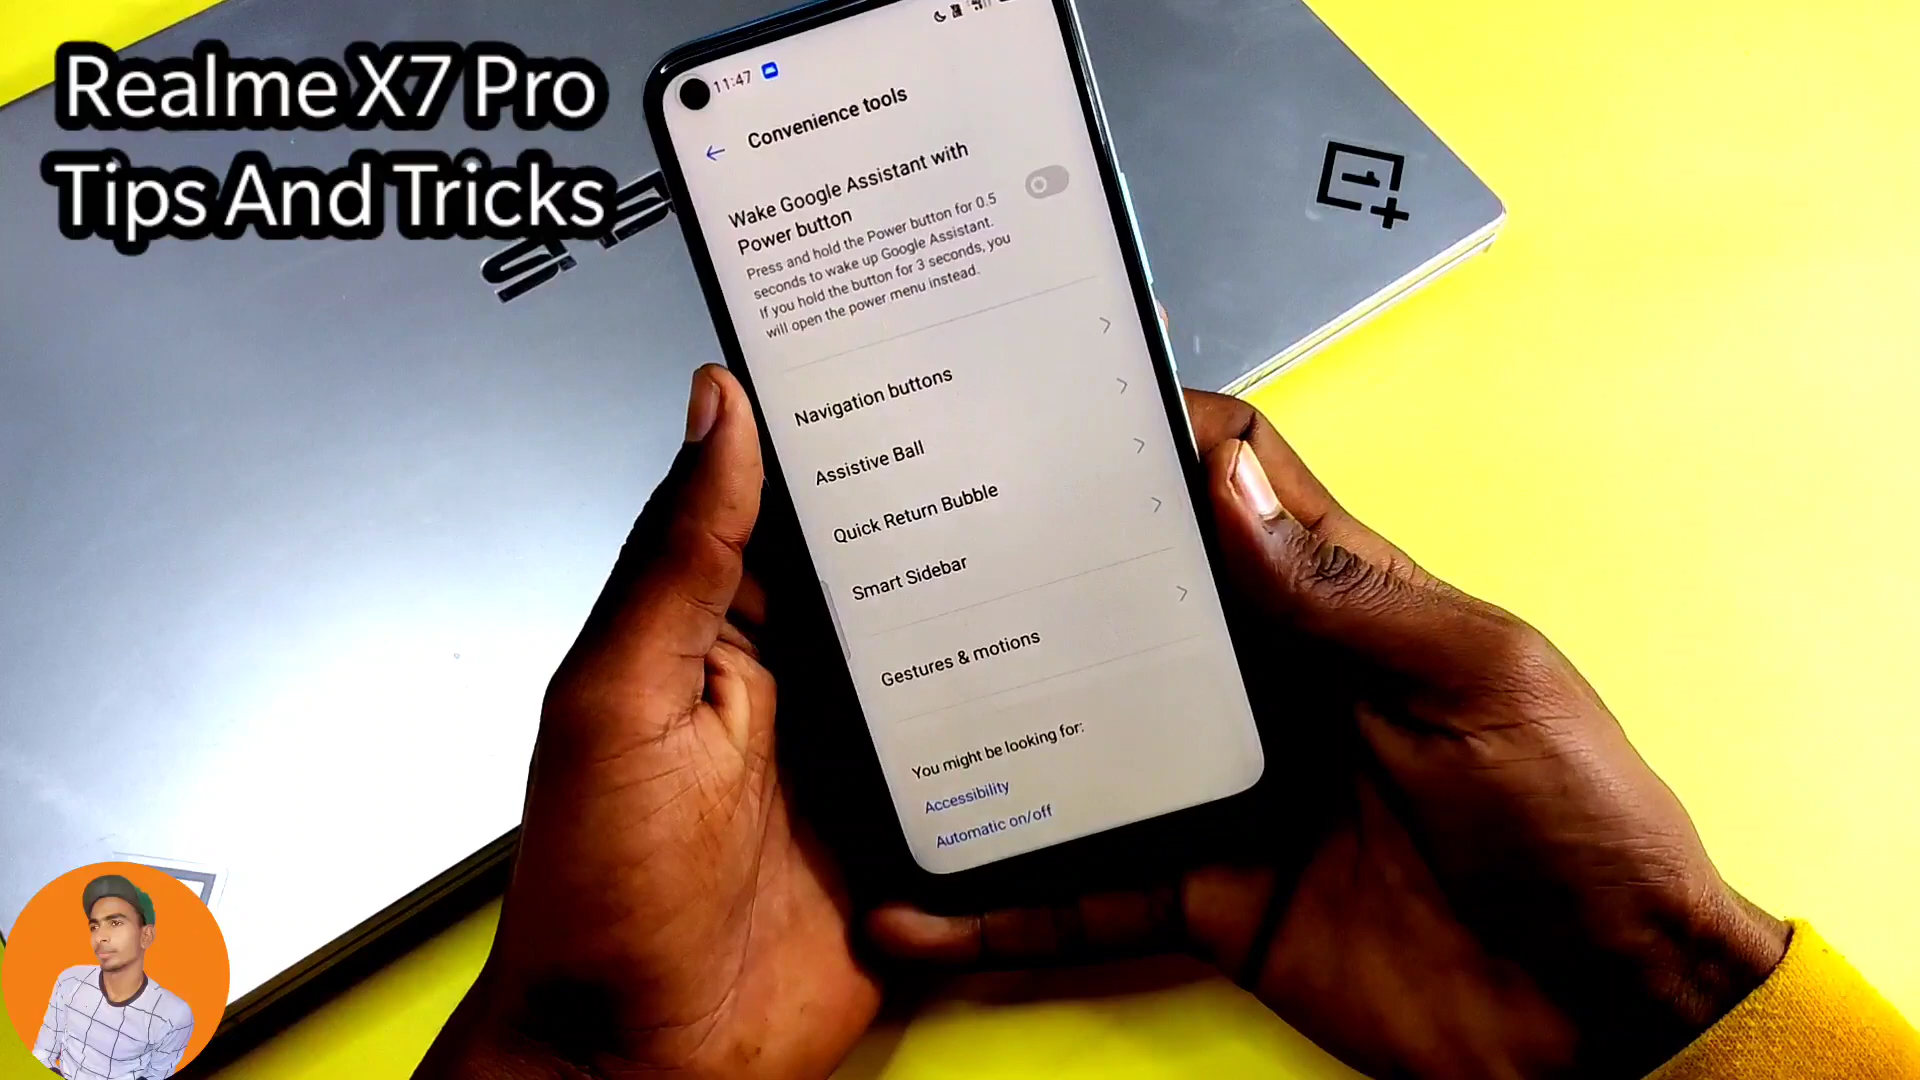 Realme X7 Pro
Tips And Tricks
11:47
Convenience tools
Wake Google Assistant with
Power button
Press and hold the Power button for 0.5
seconds to wake up Google Assistant.
If you hold the button for 3 seconds, you
will open the power menu instead.
Navigation buttons
Assistive Ball
Quick Return Bubble
Smart Sidebar
Gestures & motions
You might be looking for:
Accessibility
Automatic on/off